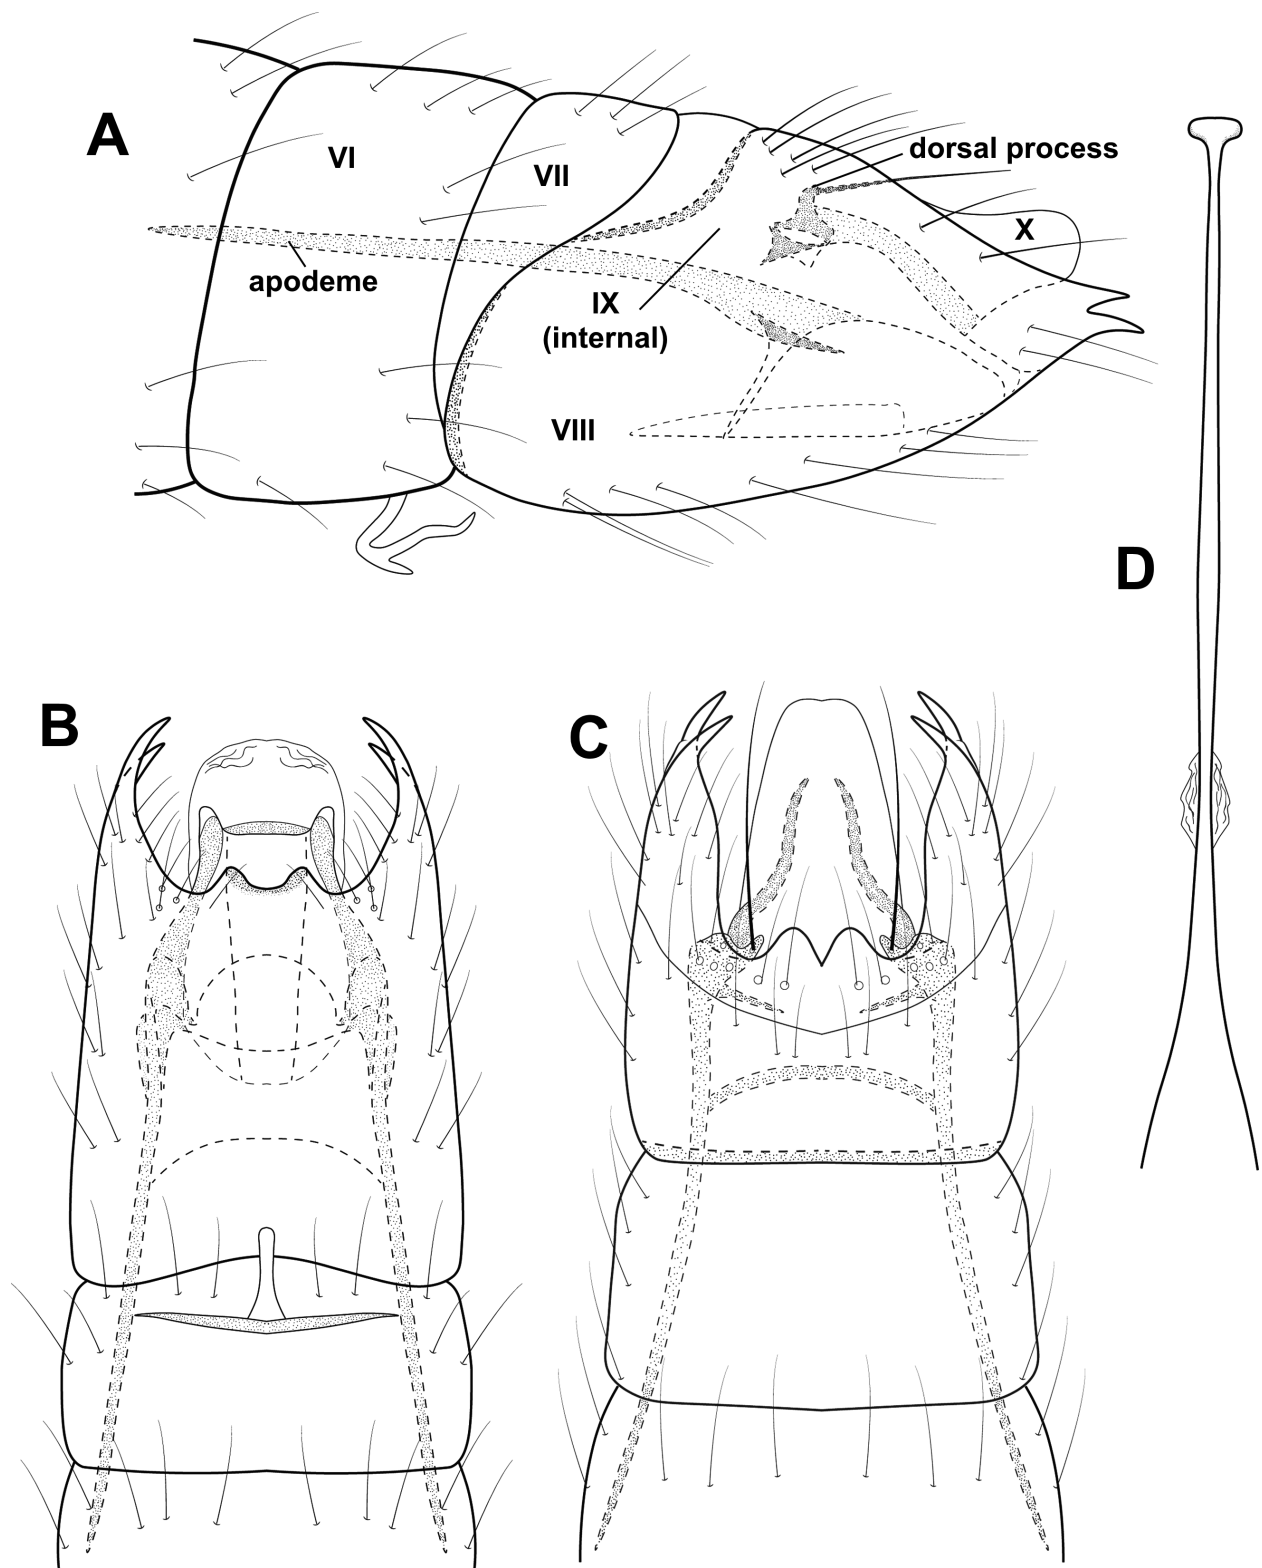 A
VI
VII
dorsal process
X
apodeme
IX
(internal)
VIII
D
B
C